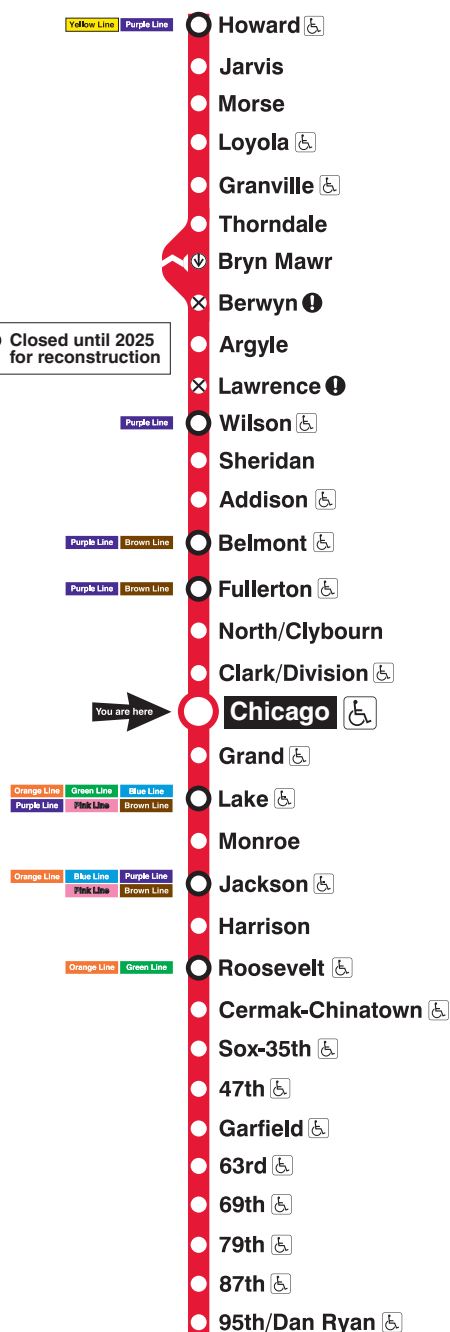 Yellow Line Purple Line Howard
Jarvis
Morse
Loyola
Granville
Thorndale
Bryn Mawr
Berwyn !
Closed until 2025
for reconstruction
Argyle
Lawrence !
Purple Line Wilson
Sheridan
Addison
Purple Line Brown Line Belmont
Purple Line Brown Line Fullerton
North/Clybourn
Clark/Division
You are here Chicago
Grand
Orange Line Green Line Blue Line
Purple Line Pink Line Brown Line
Lake
Monroe
Orange Line Blue Line Purple Line
Pink Line Brown Line
Jackson
Harrison
Orange Line Green Line Roosevelt
Cermak-Chinatown
Sox-35th
47th
Garfield
63rd
69th
79th
87th
95th/Dan Ryan